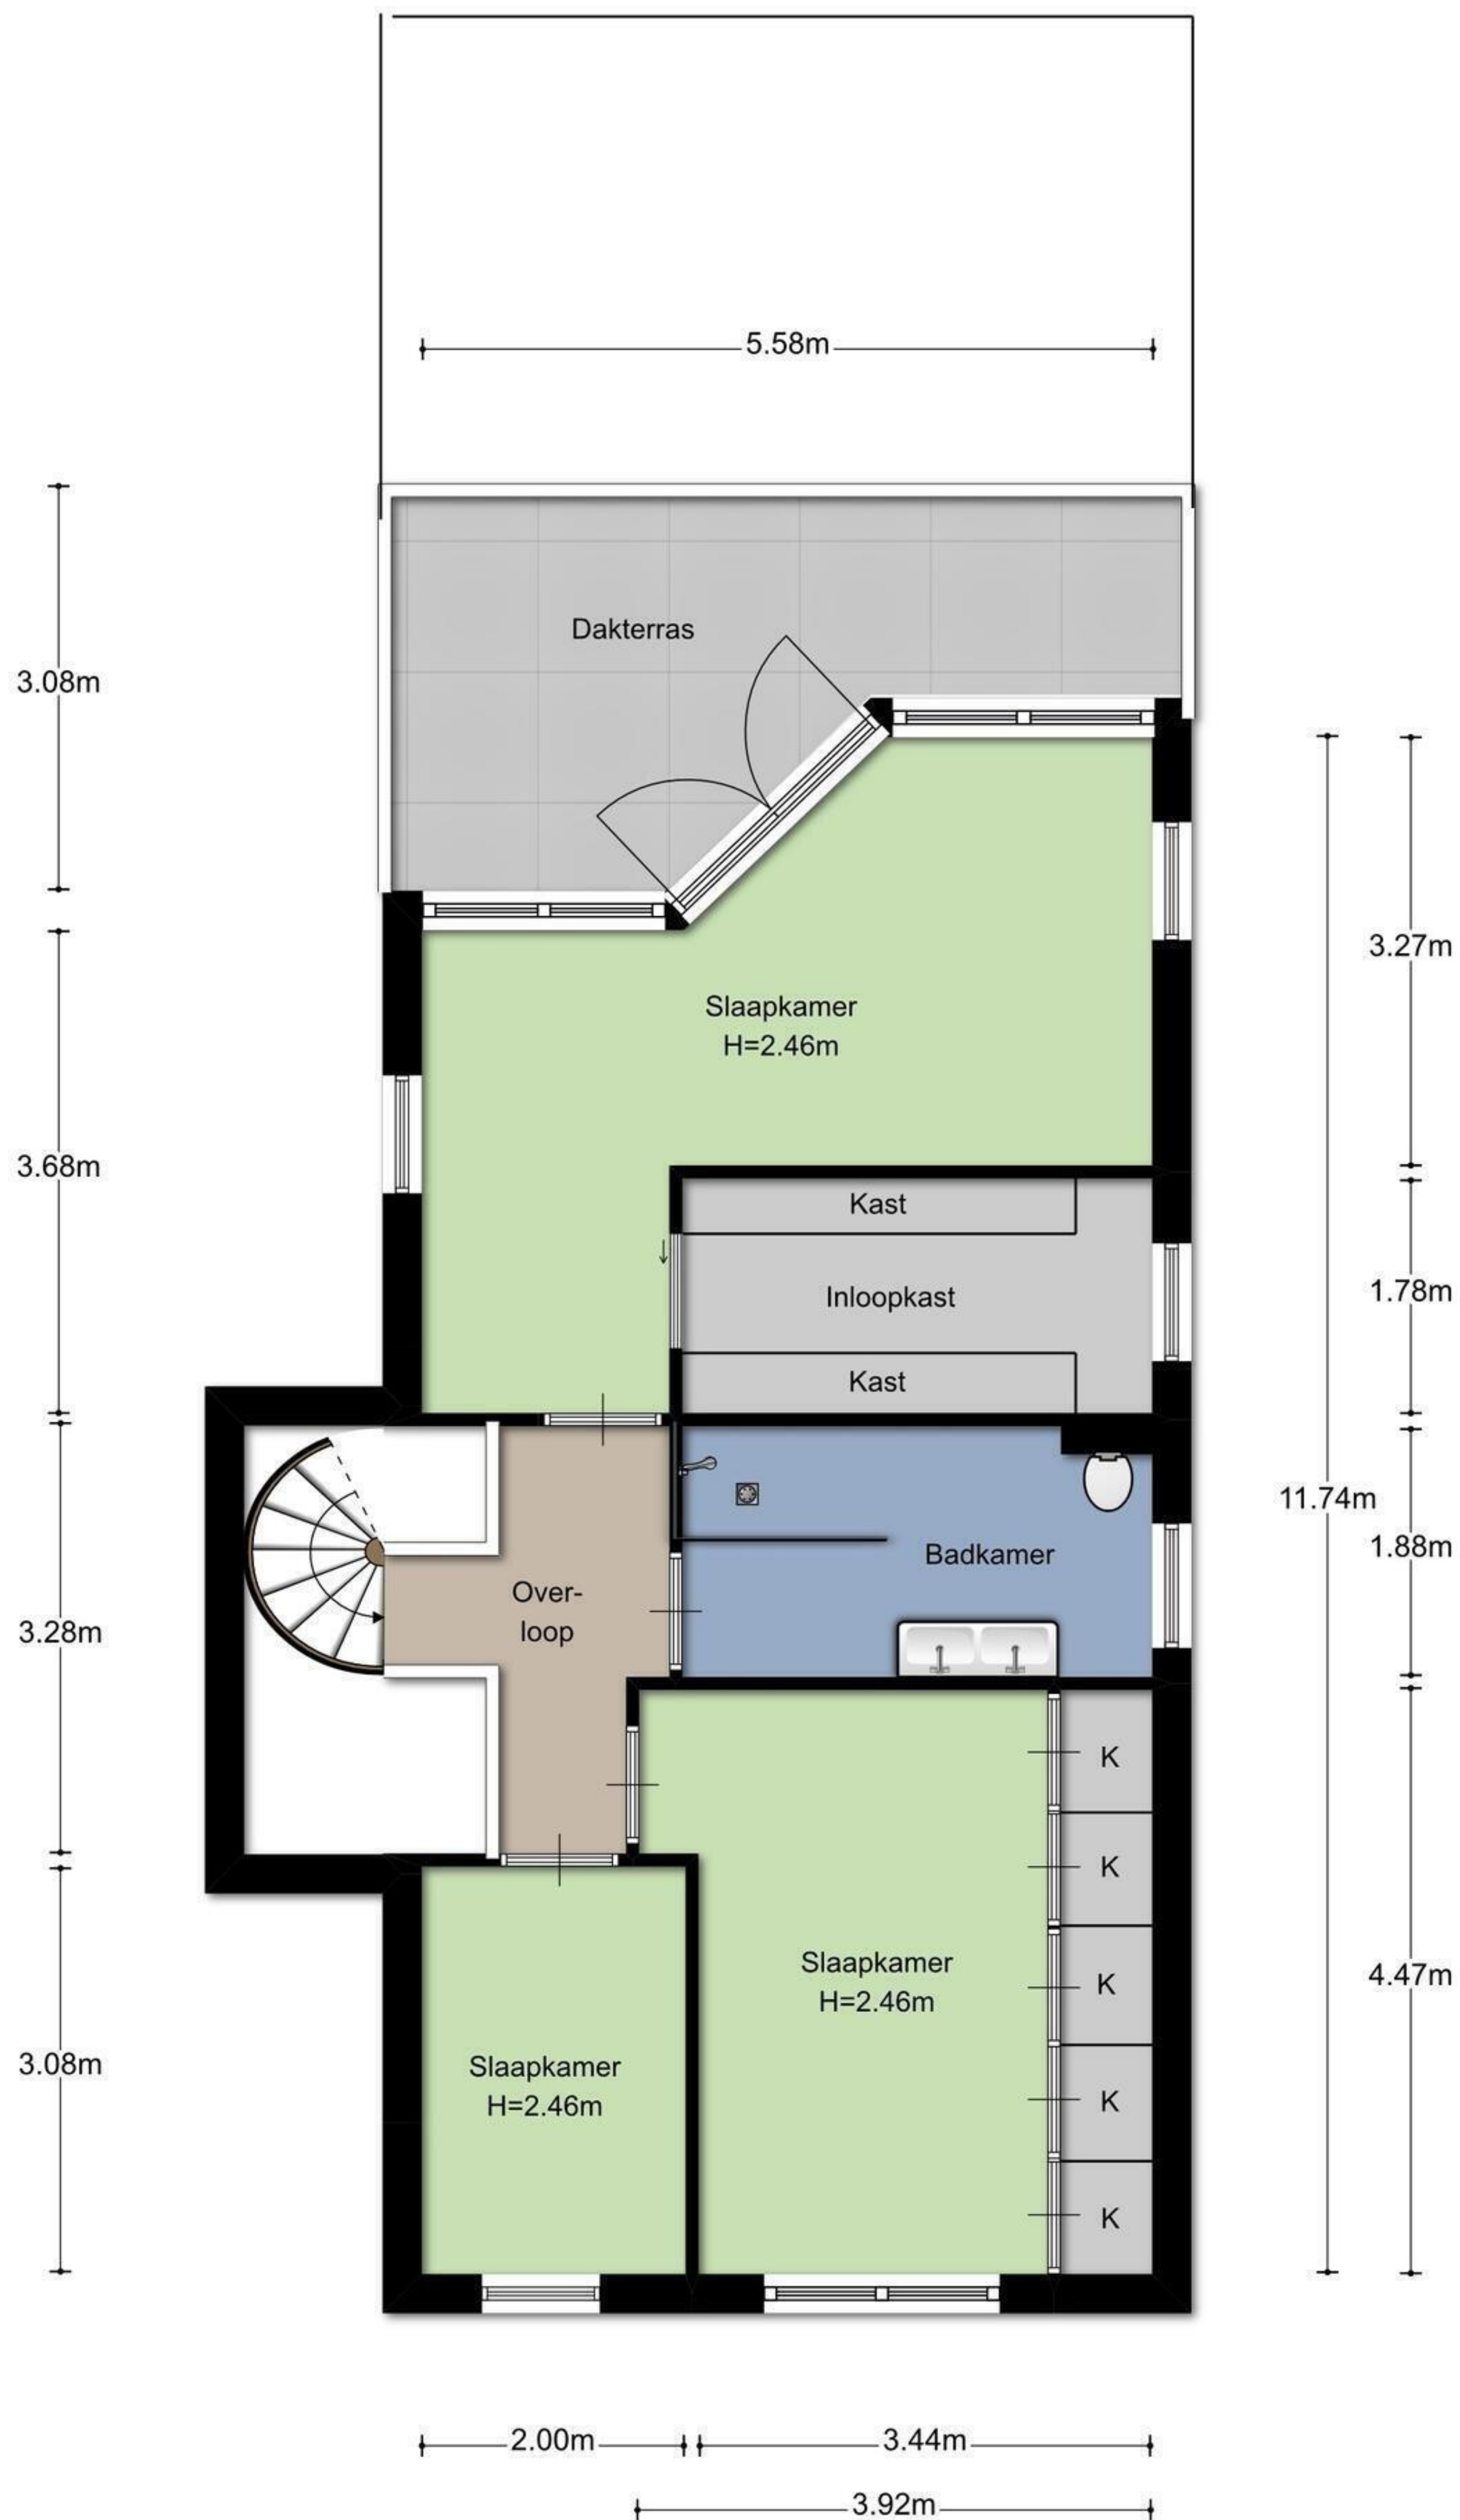 5.58m
Dakterras
3.08m
3.27m
Slaapkamer
H=2.46m
3.68m
Kast
1.78m
Inloopkast
Kast
11.74m
1.88m
Badkamer
Over-
loop
3.28m
K
K
K
K
K
4.47m
Slaapkamer
H=2.46m
3.08m
Slaapkamer
H=2.46m
2.00m
3.44m
3.92m